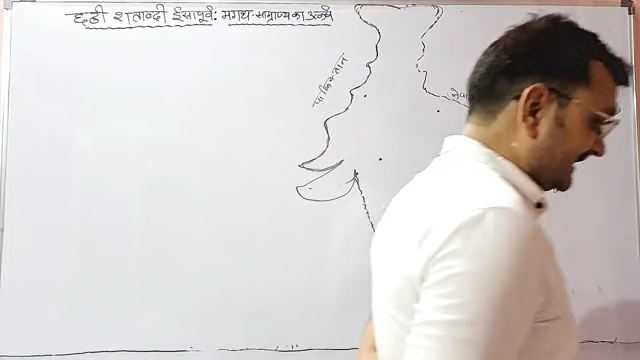 छठी शताब्दी ईसापूर्व: मगध साम्राज्य का उत्कर्ष
पाकिस्तान